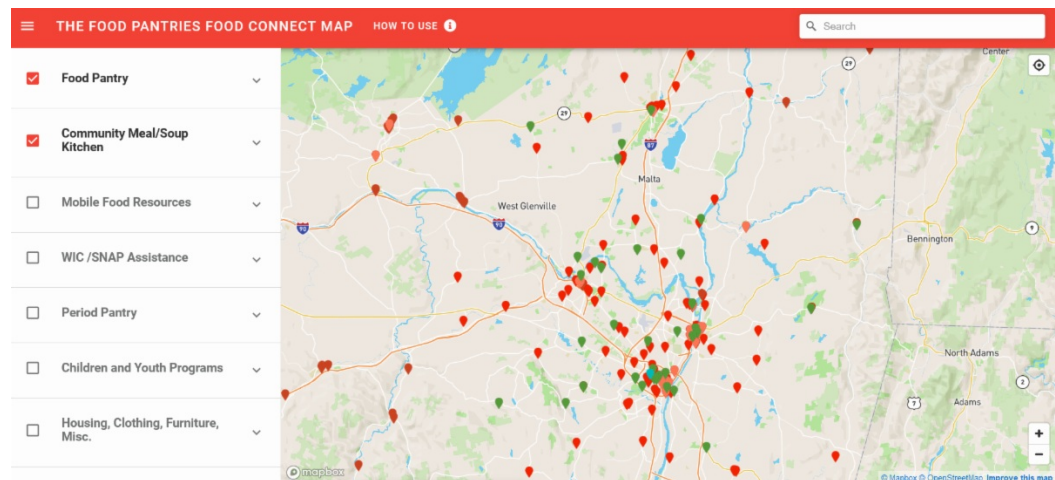 THE FOOD PANTRIES FOOD CONNECT MAP
HOW TO USE
Search
Food Pantry
Community Meal/Soup
Kitchen
Mobile Food Resources
WIC /SNAP Assistance
Period Pantry
Children and Youth Programs
Housing, Clothing, Furniture,
Misc.
Center
29
29
87
Malta
West Glenville
90
90
9
Bennington
North Adams
2
7
Adams
+
−
mapbox
© Mapbox © OpenStreetMap Improve this map